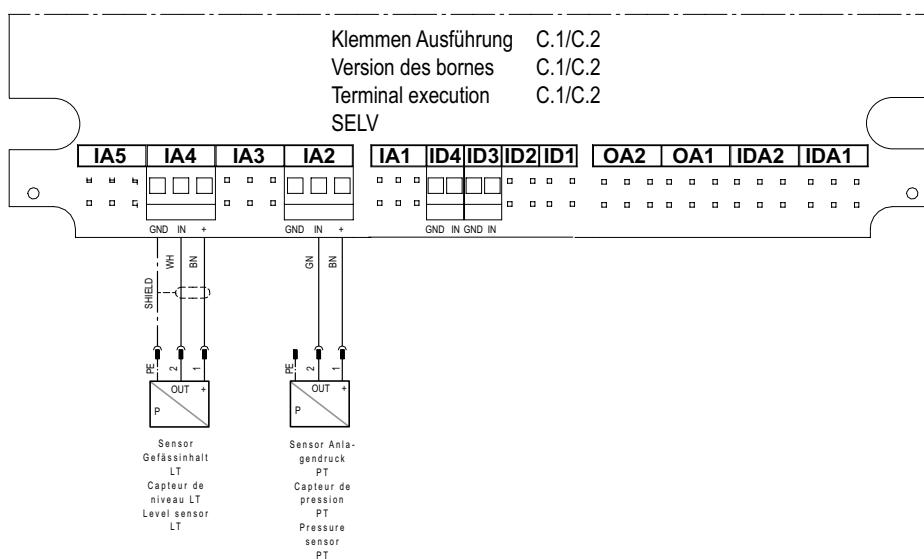 Klemmen Ausführung C.1/C.2
Version des bornes C.1/C.2
Terminal execution C.1/C.2
SELV
IA5 IA4 IA3 IA2 IA1 ID4 ID3 ID2 ID1 OA2 OA1 IDA2 IDA1
GND IN + GND IN + GND IN GND IN
SHIELD WH BN GN BN
PE 2 1 PE 2 1
OUT + OUT +
P P
Sensor
Gefässinhalt
LT
Capteur de
niveau LT
Level sensor
LT
Sensor Anla-
gendruck
PT
Capteur de
pression
PT
Pressure
sensor
PT